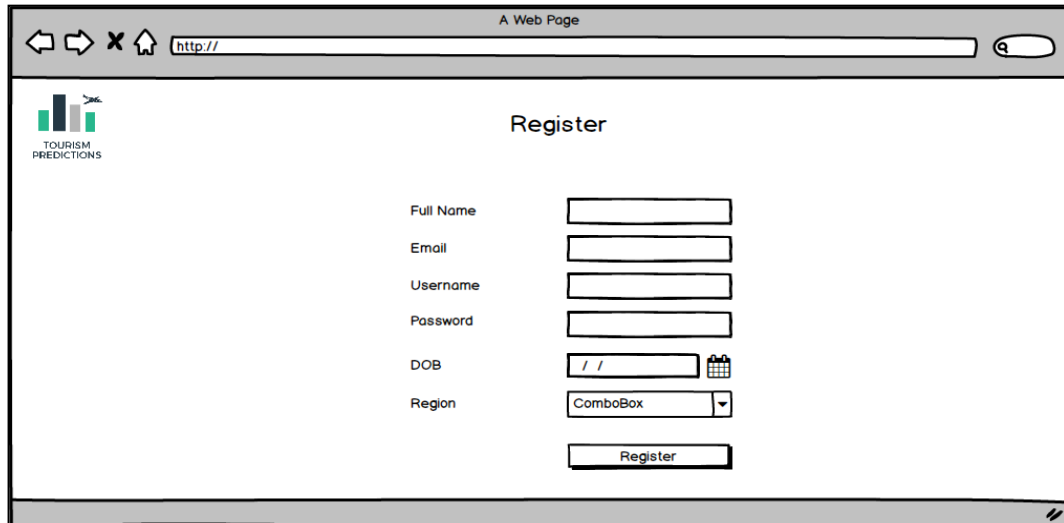 A Web Page
http://
TOURISM
PREDICTIONS
Register
Full Name
Email
Username
Password
DOB / /
Region ComboBox
Register